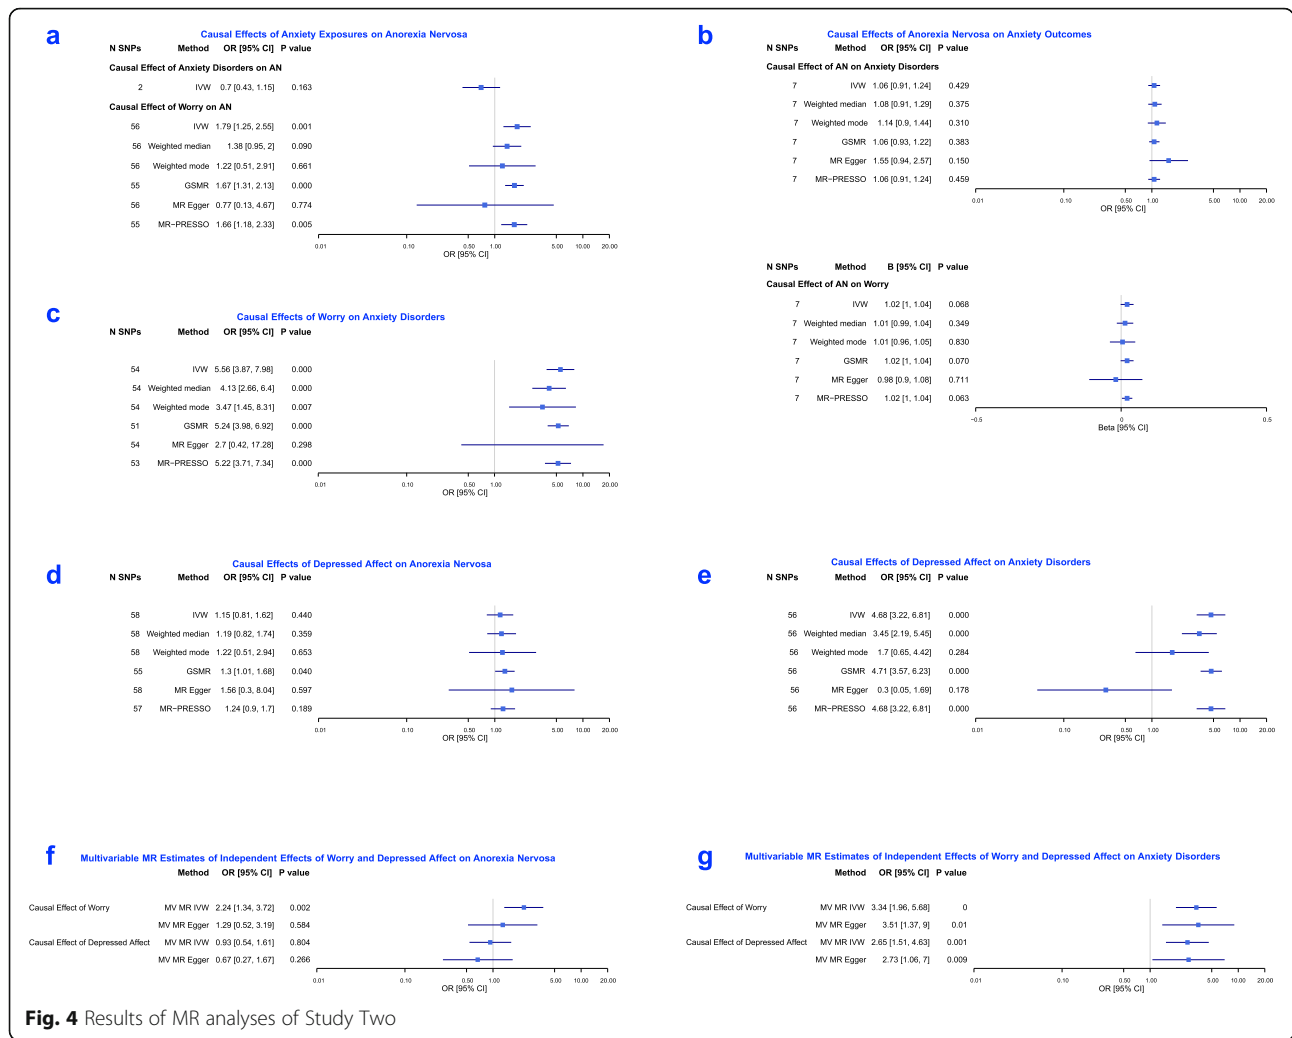 a
Causal Effects of Anxiety Exposures on Anorexia Nervosa
N SNPs Method OR [95% CI] P value
Causal Effect of Anxiety Disorders on AN
2 IVW 0.7 [0.43, 1.15] 0.163
Causal Effect of Worry on AN
56 IVW 1.79 [1.25, 2.55] 0.001
56 Weighted median 1.38 [0.95, 2] 0.090
56 Weighted mode 1.22 [0.51, 2.91] 0.661
55 GSMR 1.67 [1.31, 2.13] 0.000
56 MR Egger 0.77 [0.13, 4.67] 0.774
55 MR−PRESSO 1.66 [1.18, 2.33] 0.005
0.01 0.10 0.50 1.00 5.00 10.00 20.00
OR [95% CI]
b
Causal Effects of Anorexia Nervosa on Anxiety Outcomes
N SNPs Method OR [95% CI] P value
Causal Effect of AN on Anxiety Disorders
7 IVW 1.06 [0.91, 1.24] 0.429
7 Weighted median 1.08 [0.91, 1.29] 0.375
7 Weighted mode 1.14 [0.9, 1.44] 0.310
7 GSMR 1.06 [0.93, 1.22] 0.383
7 MR Egger 1.55 [0.94, 2.57] 0.150
7 MR−PRESSO 1.06 [0.91, 1.24] 0.459
0.01 0.10 0.50 1.00 5.00 10.00 20.00
OR [95% CI]
N SNPs Method B [95% CI] P value
Causal Effect of AN on Worry
7 IVW 1.02 [1, 1.04] 0.068
7 Weighted median 1.01 [0.99, 1.04] 0.349
7 Weighted mode 1.01 [0.96, 1.05] 0.830
7 GSMR 1.02 [1, 1.04] 0.070
7 MR Egger 0.98 [0.9, 1.08] 0.711
7 MR−PRESSO 1.02 [1, 1.04] 0.063
−0.5 0 0.5
Beta [95% CI]
c
Causal Effects of Worry on Anxiety Disorders
N SNPs Method OR [95% CI] P value
54 IVW 5.56 [3.87, 7.98] 0.000
54 Weighted median 4.13 [2.66, 6.4] 0.000
54 Weighted mode 3.47 [1.45, 8.31] 0.007
51 GSMR 5.24 [3.98, 6.92] 0.000
54 MR Egger 2.7 [0.42, 17.28] 0.298
53 MR−PRESSO 5.22 [3.71, 7.34] 0.000
0.01 0.10 0.50 1.00 5.00 10.00 20.00
OR [95% CI]
d
Causal Effects of Depressed Affect on Anorexia Nervosa
N SNPs Method OR [95% CI] P value
58 IVW 1.15 [0.81, 1.62] 0.440
58 Weighted median 1.19 [0.82, 1.74] 0.359
58 Weighted mode 1.22 [0.51, 2.94] 0.653
55 GSMR 1.3 [1.01, 1.68] 0.040
58 MR Egger 1.56 [0.3, 8.04] 0.597
57 MR−PRESSO 1.24 [0.9, 1.7] 0.189
0.01 0.10 0.50 1.00 5.00 10.00 20.00
OR [95% CI]
e
Causal Effects of Depressed Affect on Anxiety Disorders
N SNPs Method OR [95% CI] P value
56 IVW 4.68 [3.22, 6.81] 0.000
56 Weighted median 3.45 [2.19, 5.45] 0.000
56 Weighted mode 1.7 [0.65, 4.42] 0.284
56 GSMR 4.71 [3.57, 6.23] 0.000
56 MR Egger 0.3 [0.05, 1.69] 0.178
56 MR−PRESSO 4.68 [3.22, 6.81] 0.000
0.01 0.10 0.50 1.00 5.00 10.00 20.00
OR [95% CI]
f
Multivariable MR Estimates of Independent Effects of Worry and Depressed Affect on Anorexia Nervosa
Method OR [95% CI] P value
Causal Effect of Worry MV MR IVW 2.24 [1.34, 3.72] 0.002
MV MR Egger 1.29 [0.52, 3.19] 0.584
Causal Effect of Depressed Affect MV MR IVW 0.93 [0.54, 1.61] 0.804
MV MR Egger 0.67 [0.27, 1.67] 0.266
0.01 0.10 0.50 1.00 5.00 10.00 20.00
OR [95% CI]
g
Multivariable MR Estimates of Independent Effects of Worry and Depressed Affect on Anxiety Disorders
Method OR [95% CI] P value
Causal Effect of Worry MV MR IVW 3.34 [1.96, 5.68] 0
MV MR Egger 3.51 [1.37, 9] 0.01
Causal Effect of Depressed Affect MV MR IVW 2.65 [1.51, 4.63] 0.001
MV MR Egger 2.73 [1.06, 7] 0.009
0.01 0.10 0.50 1.00 5.00 10.00 20.00
OR [95% CI]
Fig. 4 Results of MR analyses of Study Two